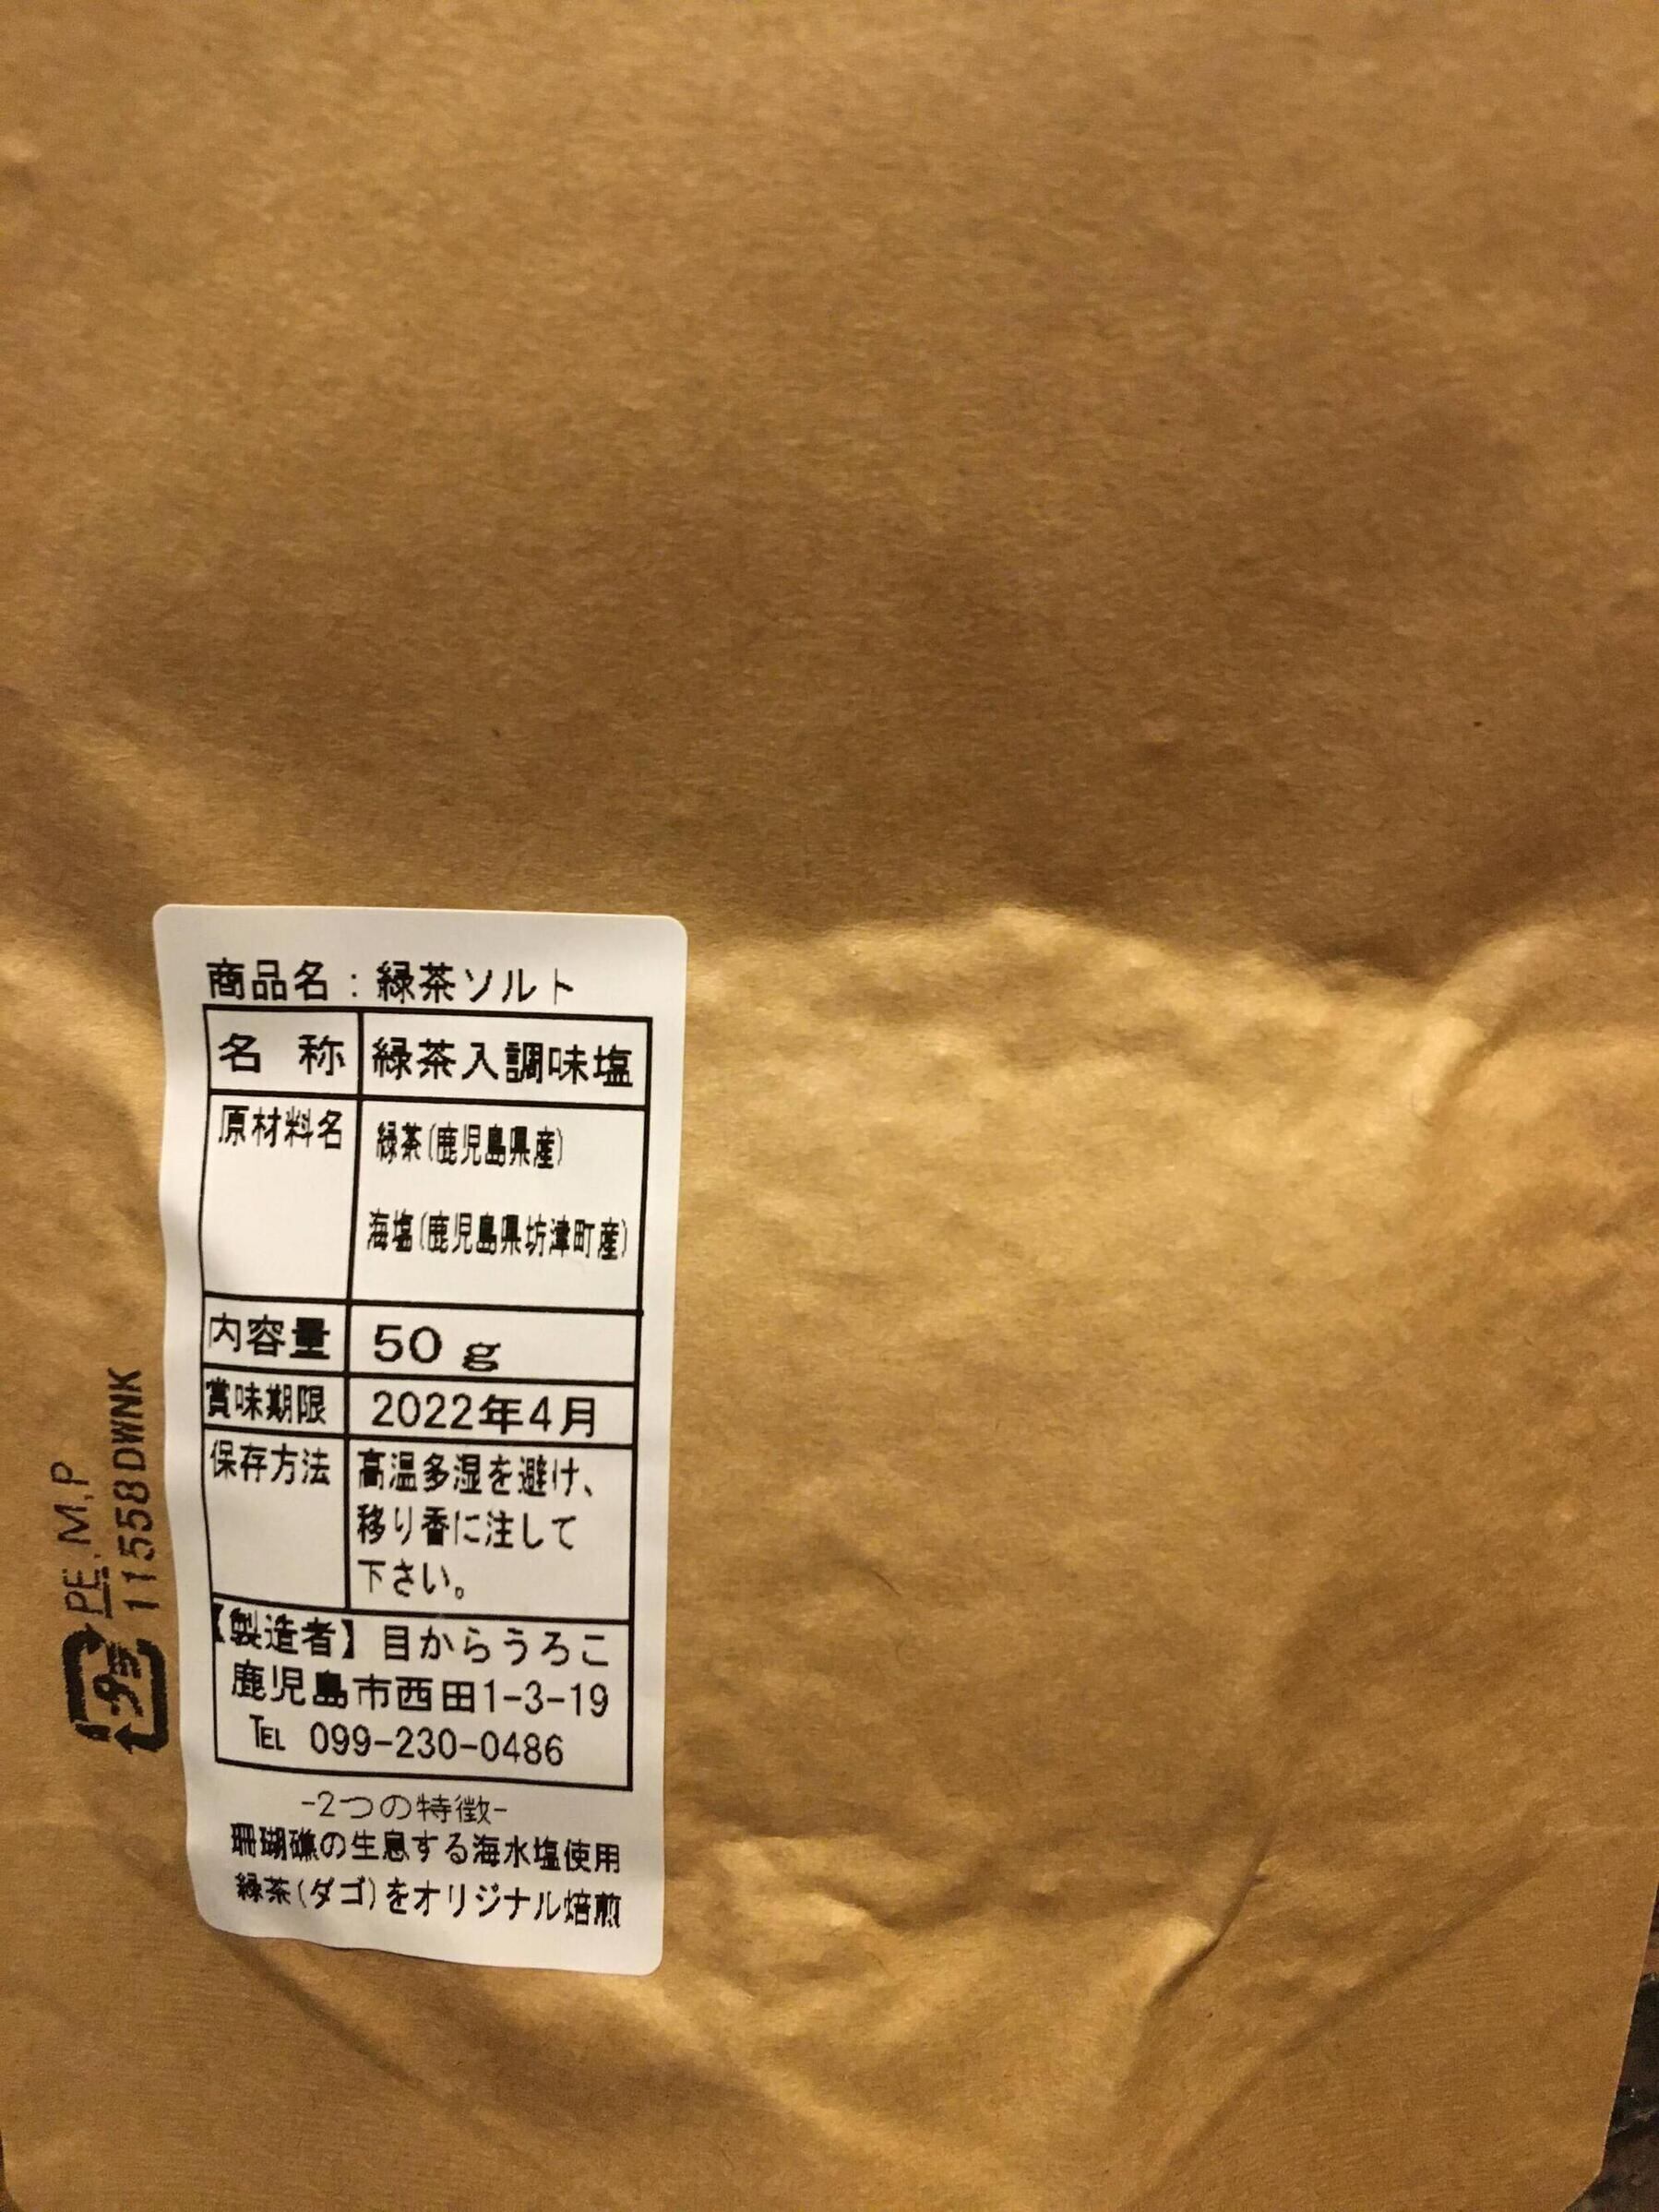 商品名：緑茶ソルト
名 称 緑茶入調味塩
原材料名 緑茶(鹿児島県産)
海塩(鹿児島県坊津町産)
内容量 50 g
賞味期限 2022年4月
保存方法 高温多湿を避け、
移り香に注して
下さい。
【製造者】目からうろこ
鹿児島市西田1-3-19
TEL 099-230-0486
-2つの特徴-
珊瑚礁の生息する海水塩使用
緑茶(ダゴ)をオリジナル焙煎
プラ
PE,M,P
11558DWNK